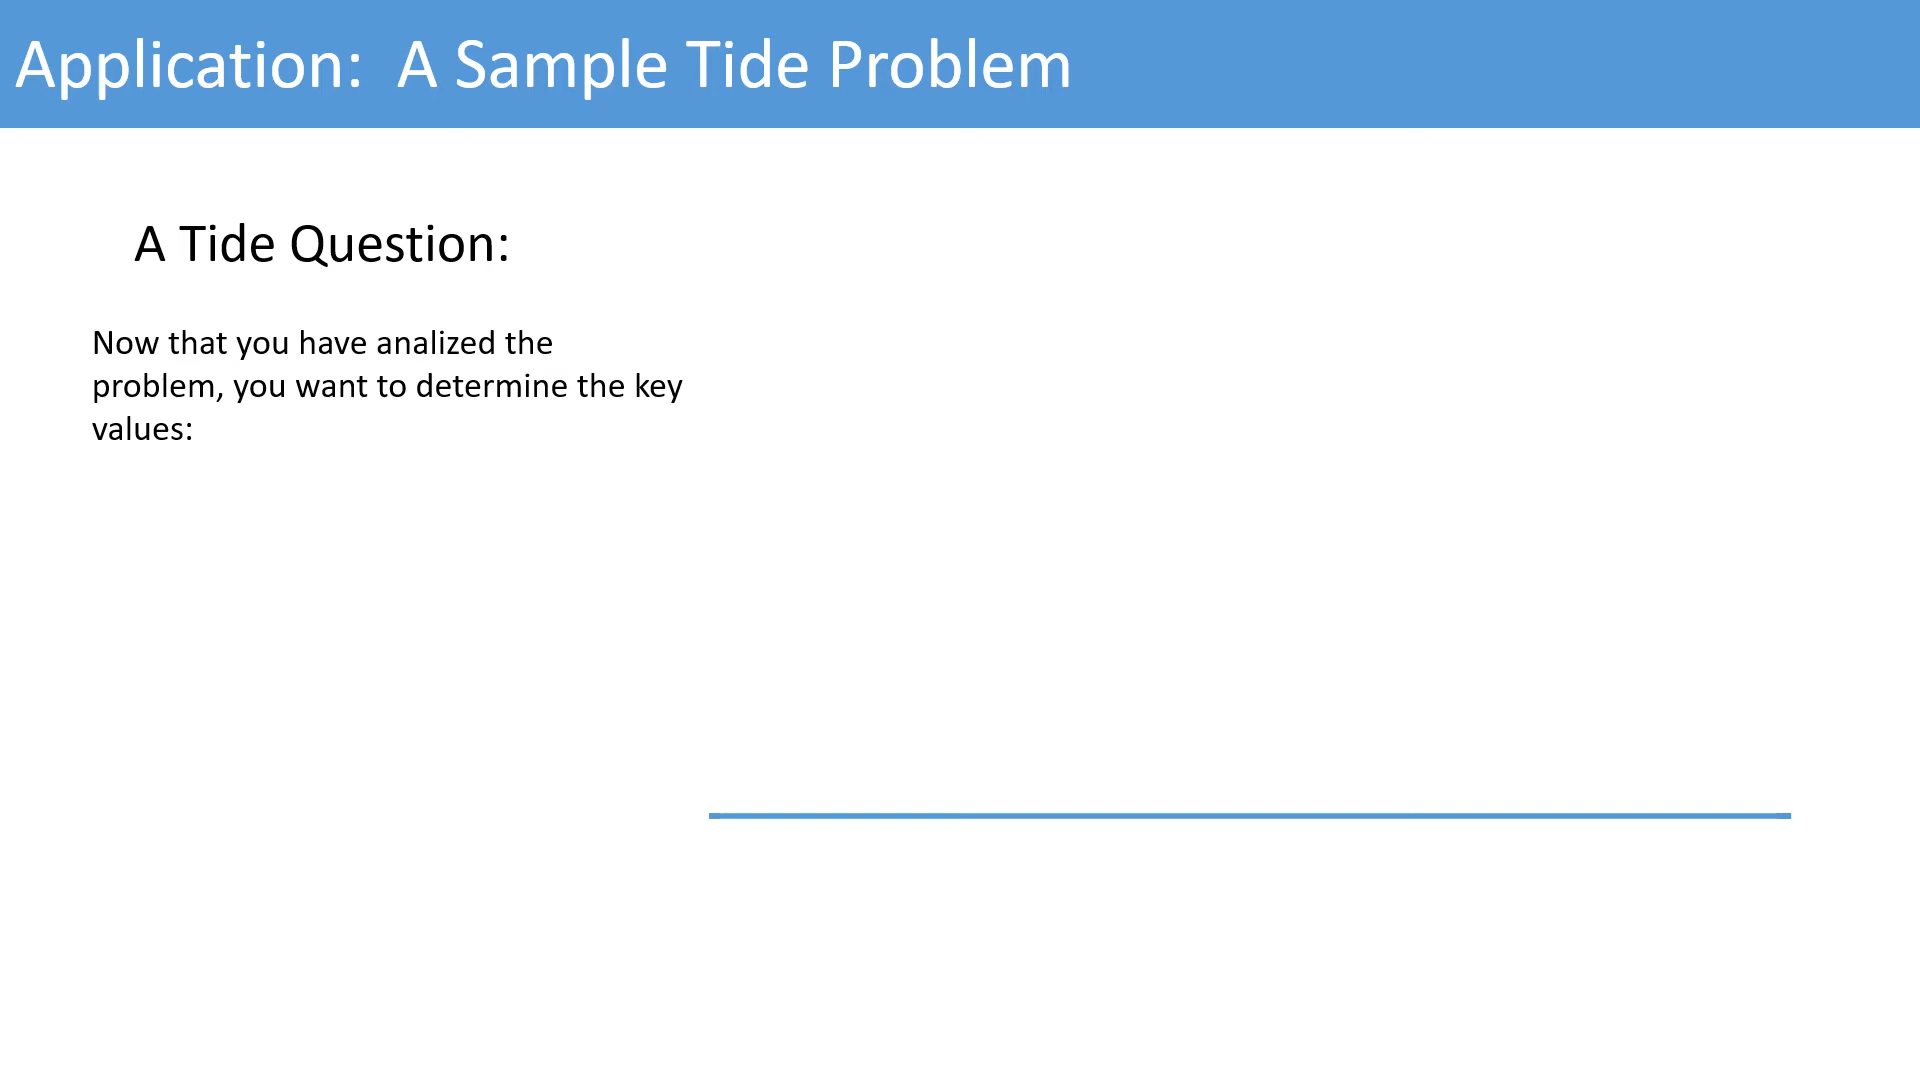 Application:  A Sample Tide Problem
A Tide Question:
Now that you have analized the
problem, you want to determine the key
values: